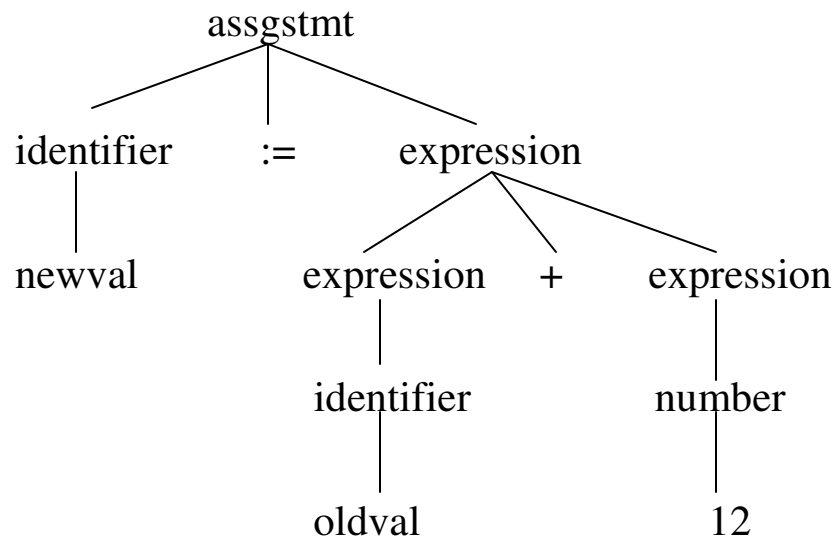 assgstmt
identifier := expression
newval expression + expression
identifier number
oldval 12